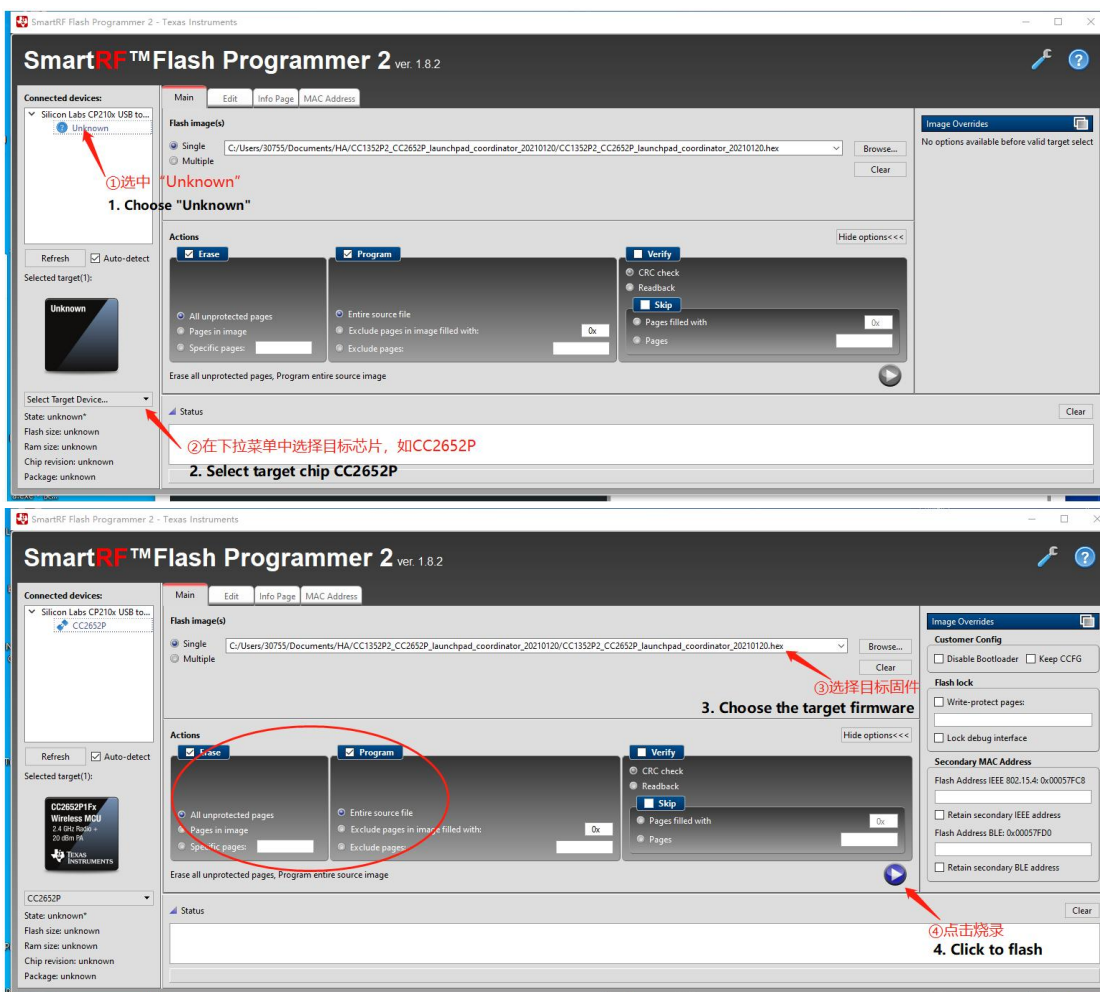 SmartRF Flash Programmer 2 - Texas Instruments
SmartRF™Flash Programmer 2 ver. 1.8.2
Connected devices:
Silicon Labs CP210x USB to...
Unknown
①选中“Unknown”
1. Choose "Unknown"
Refresh
Auto-detect
Selected target(1):
Unknown
Select Target Device...
State: unknown*
Flash size: unknown
Ram size: unknown
Chip revision: unknown
Package: unknown
Main
Edit
Info Page
MAC Address
Flash image(s)
Single
C:/Users/30755/Documents/HA/CC1352P2_CC2652P_launchpad_coordinator_20210120/CC1352P2_CC2652P_launchpad_coordinator_20210120.hex
Browse...
Multiple
Clear
Actions
Hide options<<<
Erase
All unprotected pages
Pages in image
Specific pages:
Program
Entire source file
Exclude pages in image filled with:
0x
Exclude pages:
Verify
CRC check
Readback
Skip
Pages filled with
0x
Pages
Erase all unprotected pages, Program entire source image
Status
Clear
②在下拉菜单中选择目标芯片，如CC2652P
2. Select target chip CC2652P
Image Overrides
No options available before valid target select
SmartRF Flash Programmer 2 - Texas Instruments
SmartRF™Flash Programmer 2 ver. 1.8.2
Connected devices:
Silicon Labs CP210x USB to...
CC2652P
Refresh
Auto-detect
Selected target(1):
CC2652P1Fx
Wireless MCU
2.4 GHz Radio +
20 dBm PA
TEXAS
INSTRUMENTS
CC2652P
State: unknown*
Flash size: unknown
Ram size: unknown
Chip revision: unknown
Package: unknown
Main
Edit
Info Page
MAC Address
Flash image(s)
Single
C:/Users/30755/Documents/HA/CC1352P2_CC2652P_launchpad_coordinator_20210120/CC1352P2_CC2652P_launchpad_coordinator_20210120.hex
Browse...
Multiple
Clear
③选择目标固件
3. Choose the target firmware
Actions
Hide options<<<
Erase
All unprotected pages
Pages in image
Specific pages:
Program
Entire source file
Exclude pages in image filled with:
0x
Exclude pages:
Verify
CRC check
Readback
Skip
Pages filled with
0x
Pages
Erase all unprotected pages, Program entire source image
Status
Clear
④点击烧录
4. Click to flash
Image Overrides
Customer Config
Disable Bootloader
Keep CCFG
Flash lock
Write-protect pages:
Lock debug interface
Secondary MAC Address
Flash Address IEEE 802.15.4: 0x00057FC8
Retain secondary IEEE address
Flash Address BLE: 0x00057FD0
Retain secondary BLE address